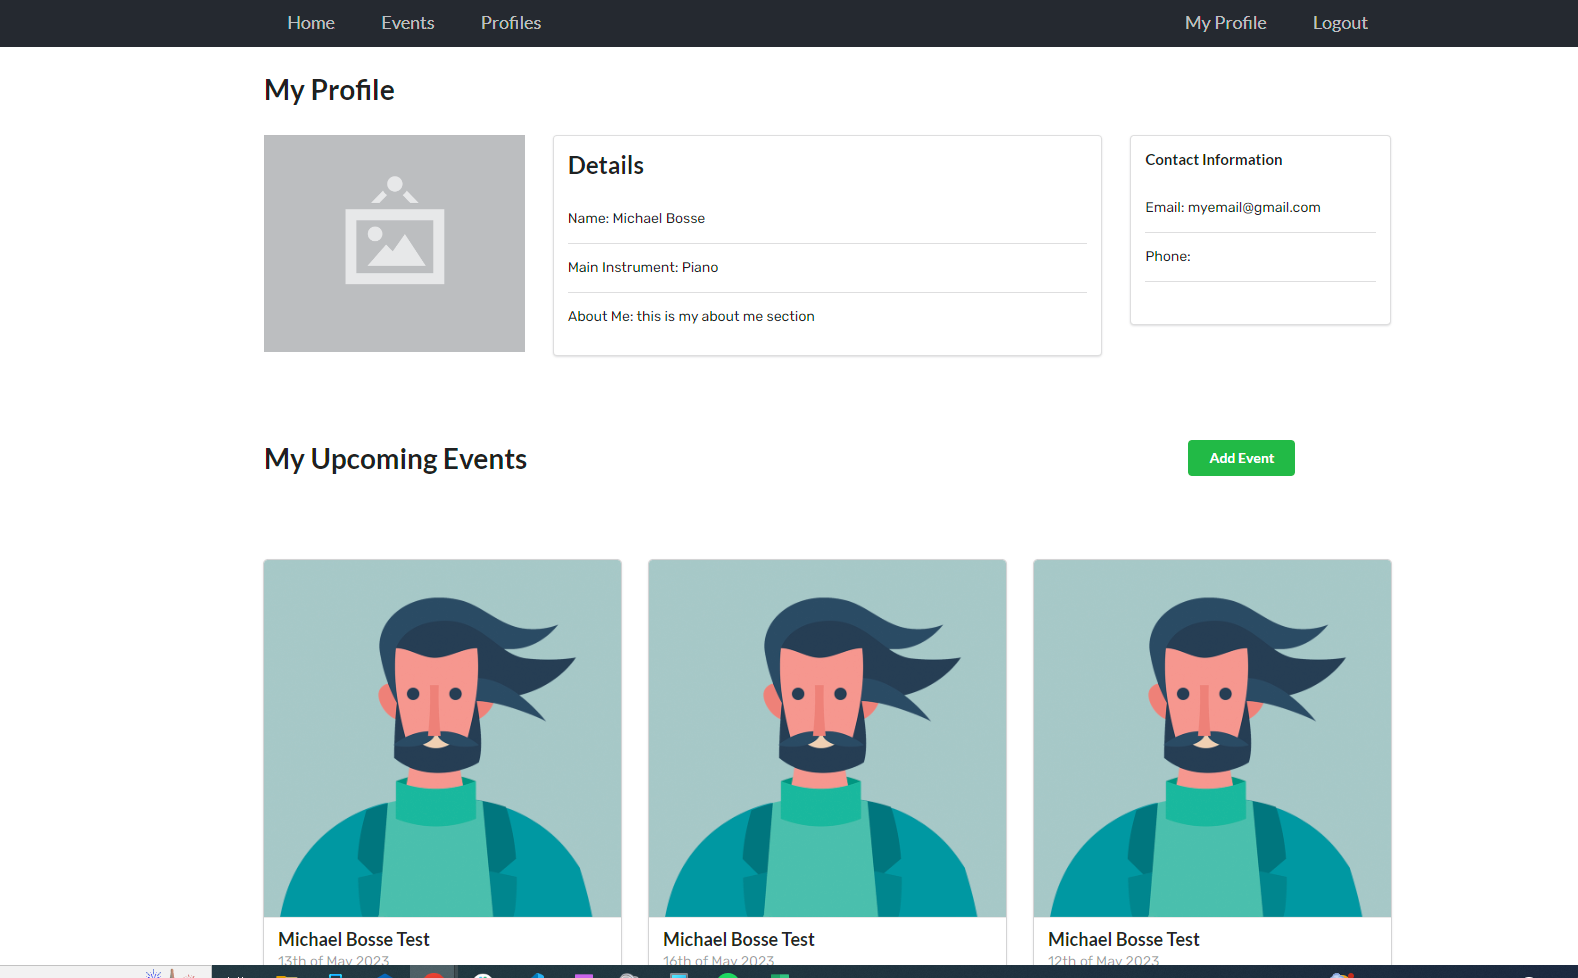 Home Events Profiles My Profile Logout
My Profile
Details
Name: Michael Bosse
Main Instrument: Piano
About Me: this is my about me section
Contact Information
Email: myemail@gmail.com
Phone:
My Upcoming Events
Add Event
Michael Bosse Test
13th of May 2023
Michael Bosse Test
16th of May 2023
Michael Bosse Test
12th of May 2023